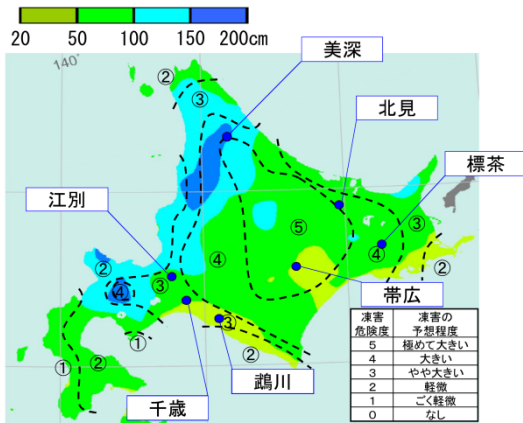 20 50 100 150 200cm
140°
美深
北見
標茶
江別
帯広
鵡川
千歳
②
③
⑤
③
④
④
②
②
④
③
③
②
①
②
①
凍害危険度 凍害の予想程度
5 極めて大きい
4 大きい
3 やや大きい
2 軽微
1 ごく軽微
0 なし